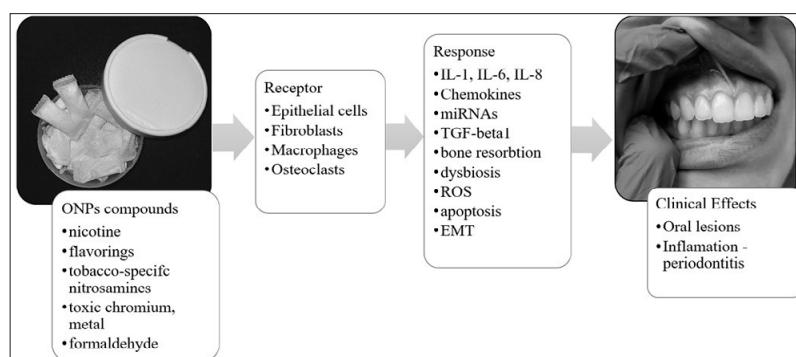 ONPs compounds
•nicotine
•flavorings
•tobacco-specifc
nitrosamines
•toxic chromium,
metal
•formaldehyde
Receptor
•Epithelial cells
•Fibroblasts
•Macrophages
•Osteoclasts
Response
•IL-1, IL-6, IL-8
•Chemokines
•miRNAs
•TGF-beta1
•bone resorbtion
•dysbiosis
•ROS
•apoptosis
•EMT
Clinical Effects
•Oral lesions
•Inflamation -
periodontitis